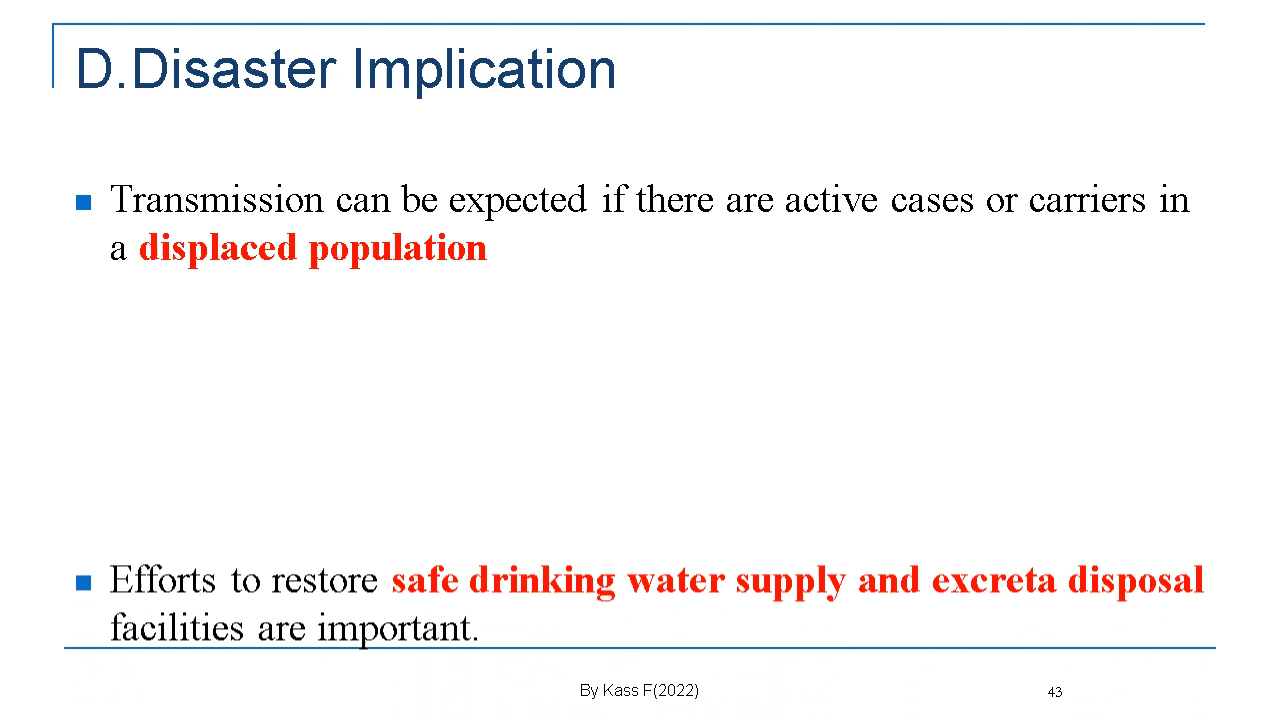 D.Disaster Implication
Transmission can be expected if there are active cases or carriers in
a displaced population
Efforts to restore safe drinking water supply and excreta disposal
facilities are important.
By Kass F(2022)
43